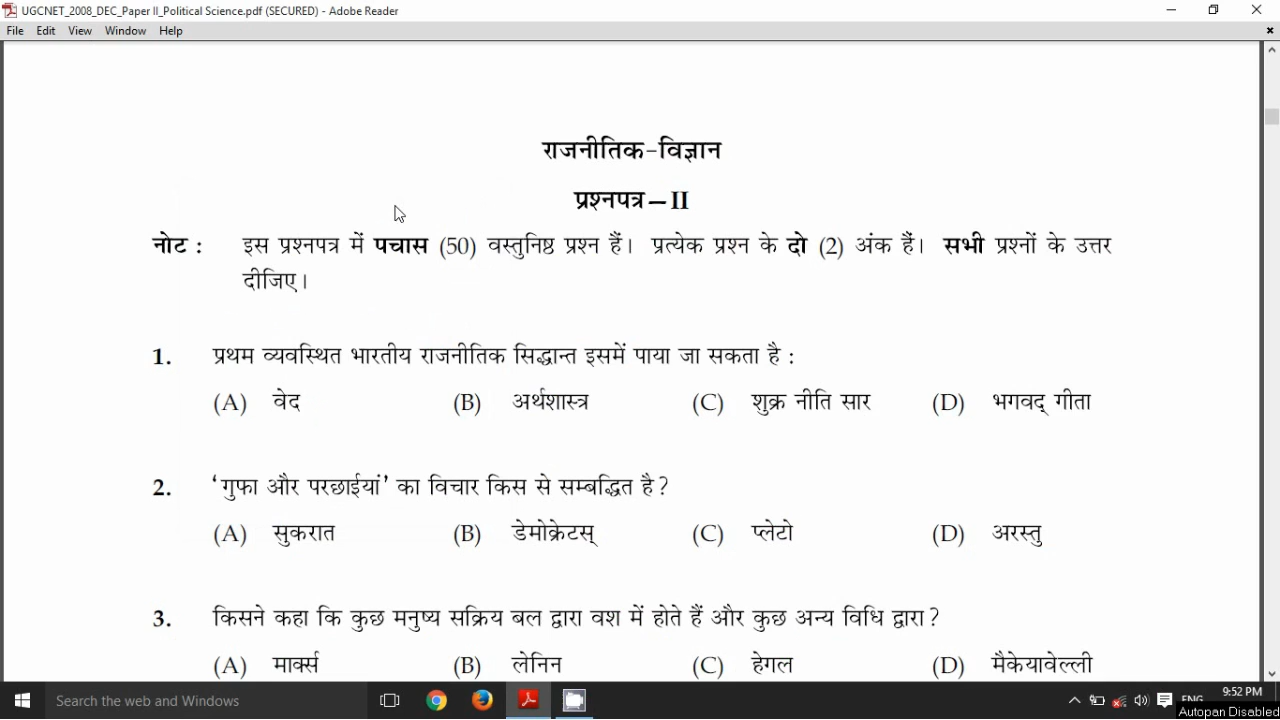 UGCNET_2008_DEC_Paper II_Political Science.pdf (SECURED) - Adobe Reader
File Edit View Window Help
राजनीतिक-विज्ञान
प्रश्नपत्र—II
नोट : इस प्रश्नपत्र में पचास (50) वस्तुनिष्ठ प्रश्न हैं। प्रत्येक प्रश्न के दो (2) अंक हैं। सभी प्रश्नों के उत्तर
दीजिए।
1. प्रथम व्यवस्थित भारतीय राजनीतिक सिद्धान्त इसमें पाया जा सकता है :
(A) वेद (B) अर्थशास्त्र (C) शुक्र नीति सार (D) भगवद् गीता
2. ‘गुफा और परछाईयां’ का विचार किस से सम्बद्धित है?
(A) सुकरात (B) डेमोक्रेटस् (C) प्लेटो (D) अरस्तु
3. किसने कहा कि कुछ मनुष्य सक्रिय बल द्वारा वश में होते हैं और कुछ अन्य विधि द्वारा?
(A) मार्क्स (B) लेनिन (C) हेगल (D) मैकेयावेल्ली
Search the web and Windows
ENG 9:52 PM
Autopan Disabled